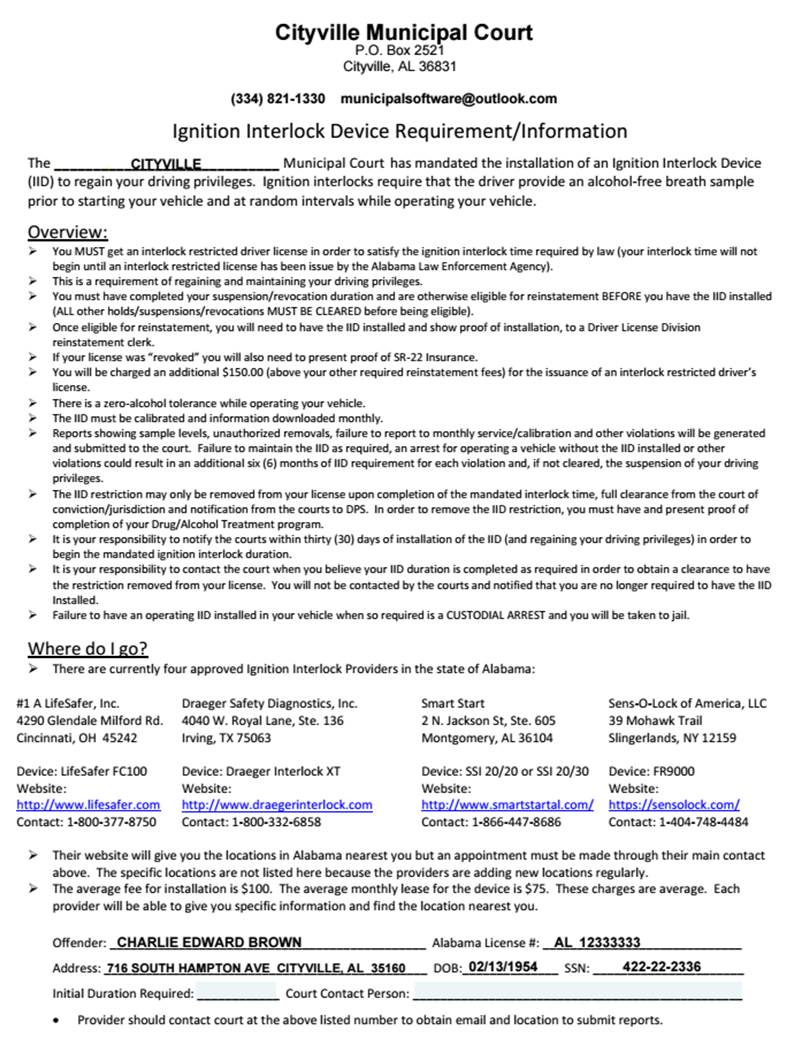 Cityville Municipal Court
P.O. Box 2521
Cityville, AL 36831
(334) 821-1330 municipalsoftware@outlook.com
Ignition Interlock Device Requirement/Information
The __________CITYVILLE__________ Municipal Court has mandated the installation of an Ignition Interlock Device
(IID) to regain your driving privileges. Ignition interlocks require that the driver provide an alcohol-free breath sample
prior to starting your vehicle and at random intervals while operating your vehicle.
Overview:
➢ You MUST get an interlock restricted driver license in order to satisfy the ignition interlock time required by law (your interlock time will not
begin until an interlock restricted license has been issue by the Alabama Law Enforcement Agency).
➢ This is a requirement of regaining and maintaining your driving privileges.
➢ You must have completed your suspension/revocation duration and are otherwise eligible for reinstatement BEFORE you have the IID installed
(ALL other holds/suspensions/revocations MUST BE CLEARED before being eligible).
➢ Once eligible for reinstatement, you will need to have the IID installed and show proof of installation, to a Driver License Division
reinstatement clerk.
➢ If your license was “revoked” you will also need to present proof of SR-22 Insurance.
➢ You will be charged an additional $150.00 (above your other required reinstatement fees) for the issuance of an interlock restricted driver’s
license.
➢ There is a zero-alcohol tolerance while operating your vehicle.
➢ The IID must be calibrated and information downloaded monthly.
➢ Reports showing sample levels, unauthorized removals, failure to report to monthly service/calibration and other violations will be generated
and submitted to the court. Failure to maintain the IID as required, an arrest for operating a vehicle without the IID installed or other
violations could result in an additional six (6) months of IID requirement for each violation and, if not cleared, the suspension of your driving
privileges.
➢ The IID restriction may only be removed from your license upon completion of the mandated interlock time, full clearance from the court of
conviction/jurisdiction and notification from the courts to DPS. In order to remove the IID restriction, you must have and present proof of
completion of your Drug/Alcohol Treatment program.
➢ It is your responsibility to notify the courts within thirty (30) days of installation of the IID (and regaining your driving privileges) in order to
begin the mandated ignition interlock duration.
➢ It is your responsibility to contact the court when you believe your IID duration is completed as required in order to obtain a clearance to have
the restriction removed from your license. You will not be contacted by the courts and notified that you are no longer required to have the IID
Installed.
➢ Failure to have an operating IID installed in your vehicle when so required is a CUSTODIAL ARREST and you will be taken to jail.
Where do I go?
➢ There are currently four approved Ignition Interlock Providers in the state of Alabama:
#1 A LifeSafer, Inc. Draeger Safety Diagnostics, Inc. Smart Start Sens-O-Lock of America, LLC
4290 Glendale Milford Rd. 4040 W. Royal Lane, Ste. 136 2 N. Jackson St, Ste. 605 39 Mohawk Trail
Cincinnati, OH 45242 Irving, TX 75063 Montgomery, AL 36104 Slingerlands, NY 12159
Device: LifeSafer FC100 Device: Draeger Interlock XT Device: SSI 20/20 or SSI 20/30 Device: FR9000
Website: Website: Website: Website:
http://www.lifesafer.com http://www.draegerinterlock.com http://www.smartstartal.com/ https://sensolock.com/
Contact: 1-800-377-8750 Contact: 1-800-332-6858 Contact: 1-866-447-8686 Contact: 1-404-748-4484
➢ Their website will give you the locations in Alabama nearest you but an appointment must be made through their main contact
above. The specific locations are not listed here because the providers are adding new locations regularly.
➢ The average fee for installation is $100. The average monthly lease for the device is $75. These charges are average. Each
provider will be able to give you specific information and find the location nearest you.
Offender: CHARLIE EDWARD BROWN Alabama License #: AL 12333333
Address: 716 SOUTH HAMPTON AVE CITYVILLE, AL 35160 DOB: 02/13/1954 SSN: 422-22-2336
Initial Duration Required: ____________ Court Contact Person: ____________
• Provider should contact court at the above listed number to obtain email and location to submit reports.